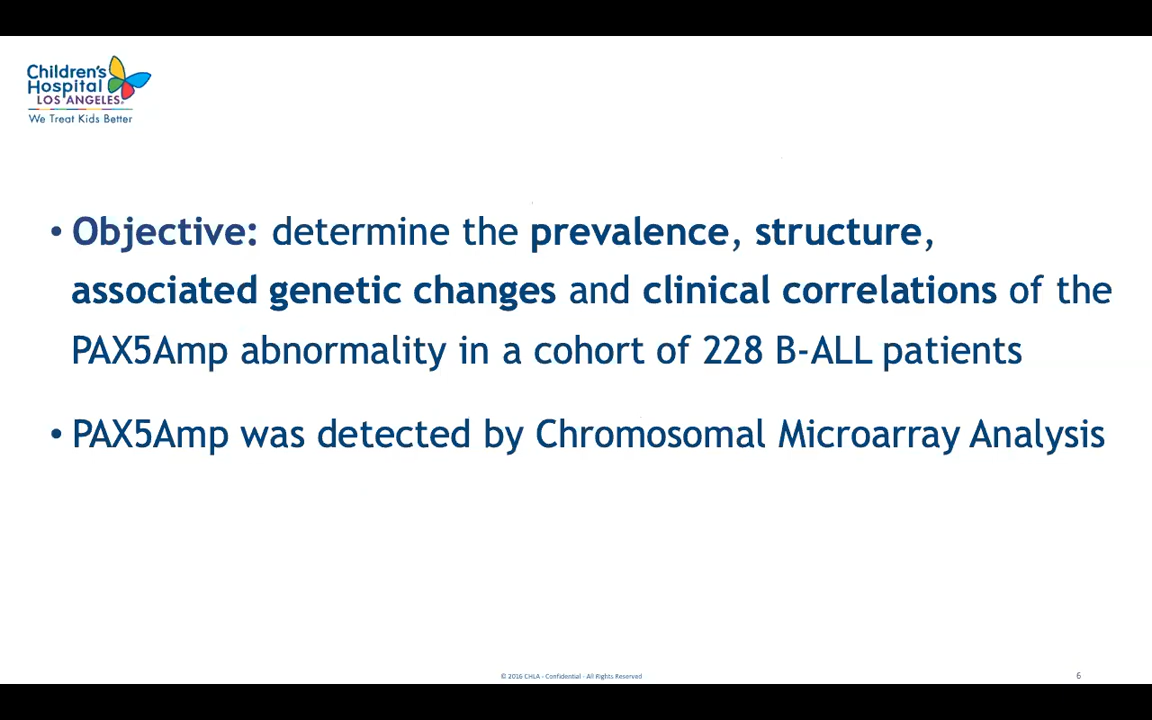 Children's
Hospital
LOS ANGELES®
We Treat Kids Better
• Objective: determine the prevalence, structure,
associated genetic changes and clinical correlations of the
PAX5Amp abnormality in a cohort of 228 B-ALL patients
• PAX5Amp was detected by Chromosomal Microarray Analysis
© 2016 CHLA - Confidential - All Rights Reserved
6